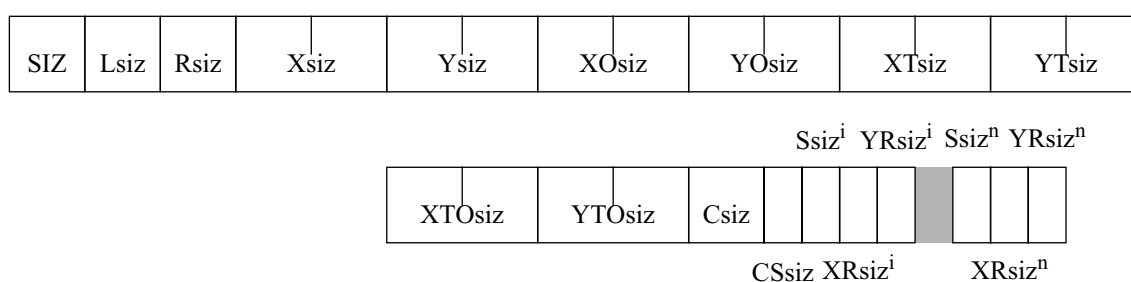 SIZ Lsiz Rsiz Xsiz Ysiz XOsiz YOsiz XTsiz YTsiz
Ssiz^i YRsiz^i Ssiz^n YRsiz^n
XTOsiz YTOsiz Csiz
CSsiz XRsiz^i XRsiz^n